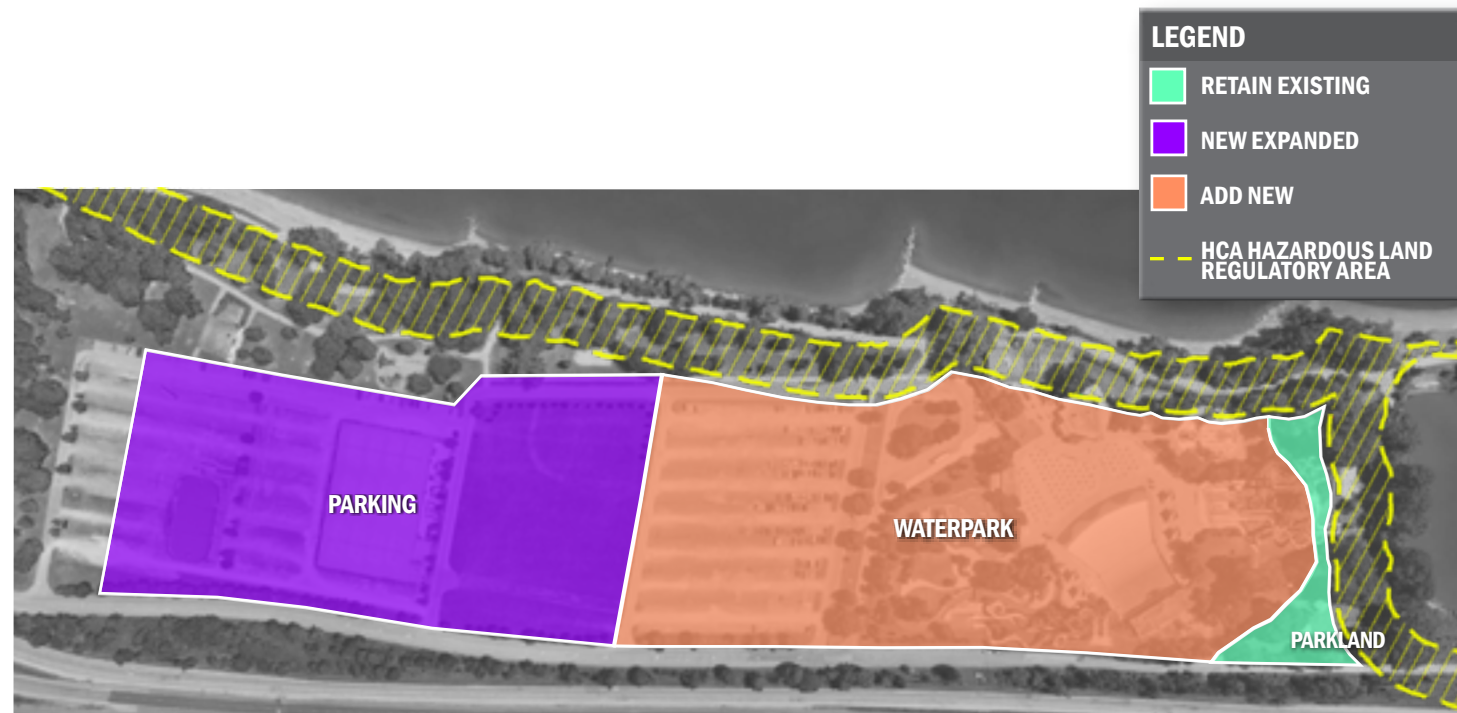 LEGEND
RETAIN EXISTING
NEW EXPANDED
ADD NEW
HCA HAZARDOUS LAND
REGULATORY AREA
PARKING
WATERPARK
PARKLAND